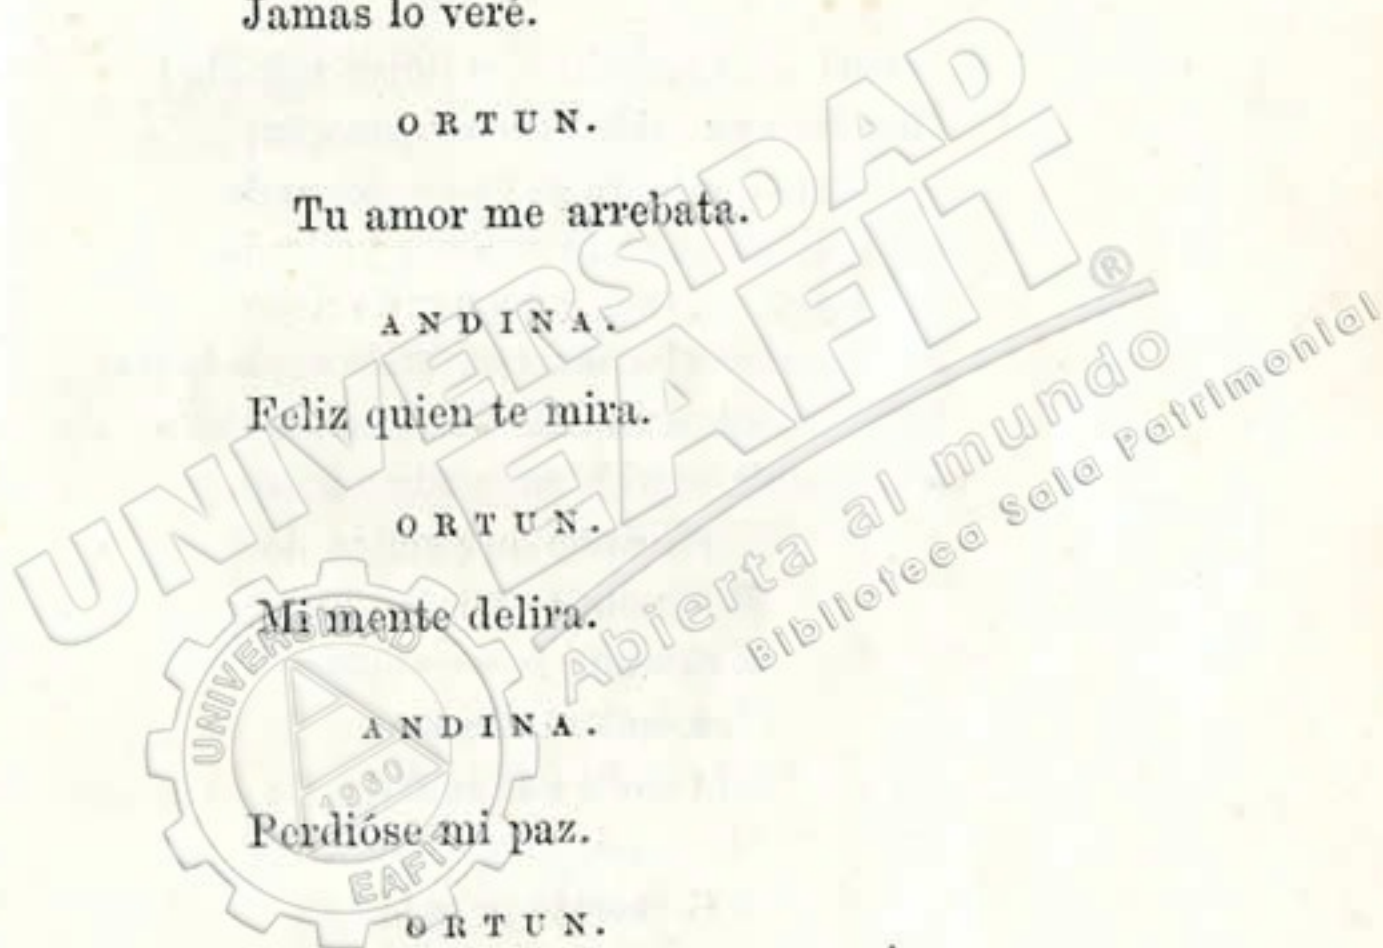 Jamas lo veré.
ORTUN.
Tu amor me arrebata.
ANDINA.
Feliz quien te mira.
ORTUN.
Mi mente delira.
ANDINA.
Perdióse mi paz.
ORTUN.
UNIVERSIDAD
EAFIT®
Abierta al mundo
Biblioteca Sala Patrimonial
UNIVERSIDAD
1960
EAFIT